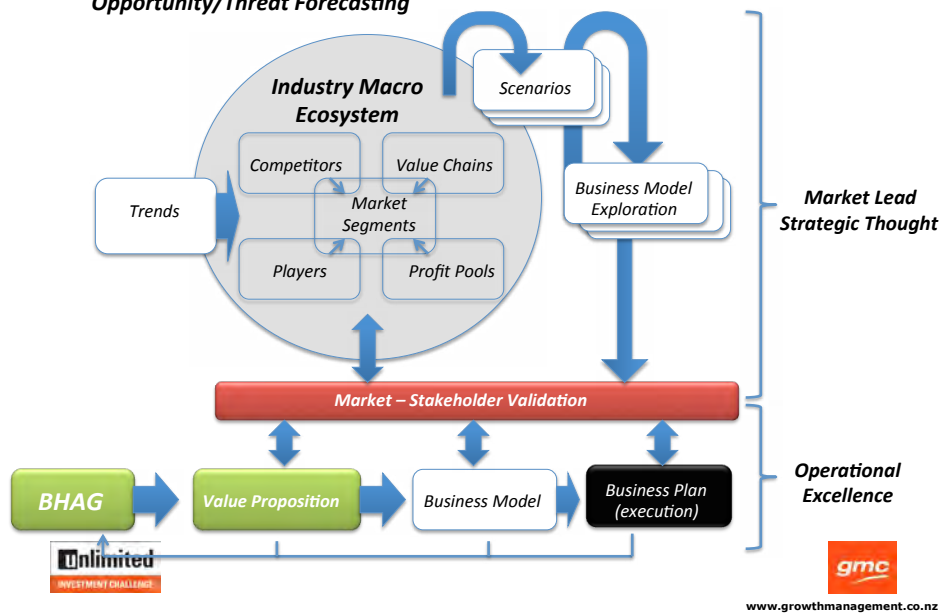 Opportunity/Threat Forecasting
Industry Macro
Ecosystem
Scenarios
Competitors
Value Chains
Trends
Market
Segments
Business Model
Exploration
Market Lead
Strategic Thought
Players
Profit Pools
Market – Stakeholder Validation
BHAG
Value Proposition
Business Model
Business Plan
(execution)
Operational
Excellence
unlimited
INVESTMENT CHALLENGE
gmc
www.growthmanagement.co.nz